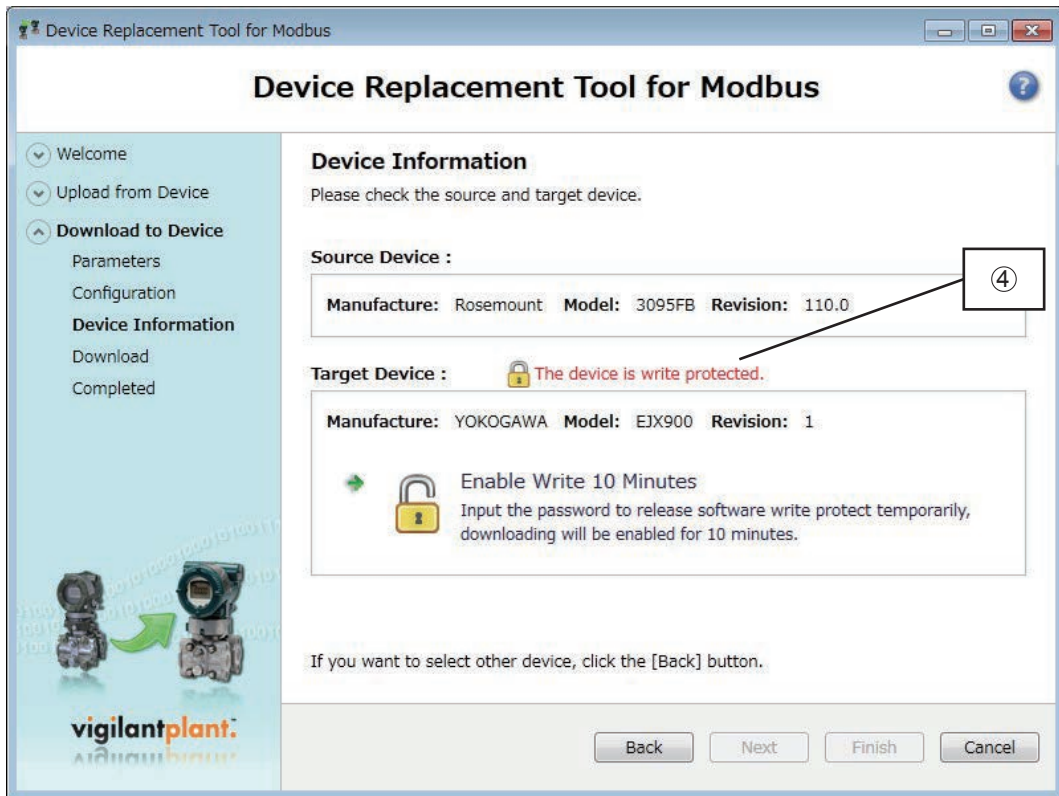 Device Replacement Tool for Modbus
Device Replacement Tool for Modbus
Welcome
Upload from Device
Download to Device
Parameters
Configuration
Device Information
Download
Completed
vigilantplant.
Device Information
Please check the source and target device.
Source Device :
④
Manufacture: Rosemount Model: 3095FB Revision: 110.0
Target Device : The device is write protected.
Manufacture: YOKOGAWA Model: EJX900 Revision: 1
Enable Write 10 Minutes
Input the password to release software write protect temporarily,
downloading will be enabled for 10 minutes.
If you want to select other device, click the [Back] button.
Back Next Finish Cancel